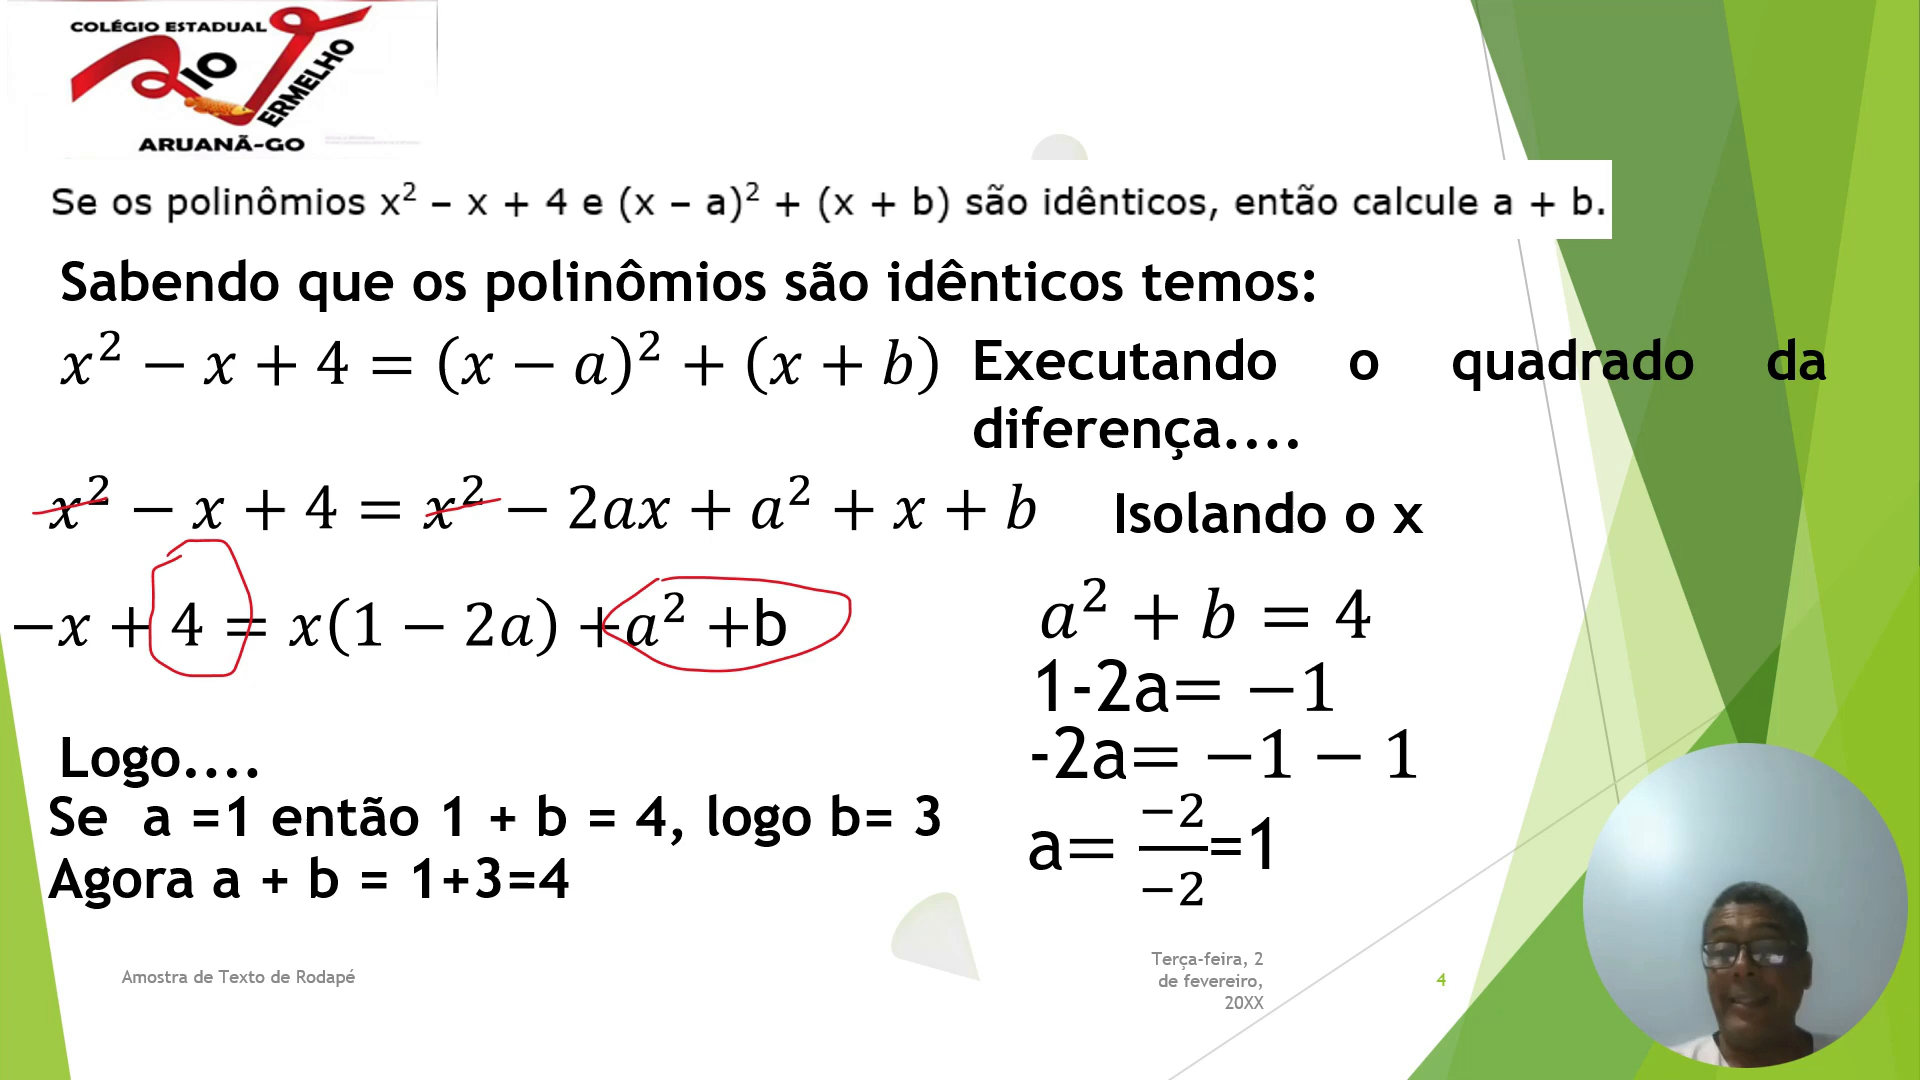 COLÉGIO ESTADUAL
RIO
VERMELHO
ARUANÃ-GO
Se os polinômios x² – x + 4 e (x – a)² + (x + b) são idênticos, então calcule a + b.
Sabendo que os polinômios são idênticos temos:
x² − x + 4 = (x − a)² + (x + b)
Executando o quadrado da
diferença....
x² − x + 4 = x² − 2ax + a² + x + b
Isolando o x
−x + 4 = x(1 − 2a) +a² +b
a² + b = 4
1-2a= −1
-2a= −1 − 1
a= −2/−2=1
Logo....
Se a =1 então 1 + b = 4, logo b= 3
Agora a + b = 1+3=4
Amostra de Texto de Rodapé
Terça-feira, 2
de fevereiro,
20XX
4